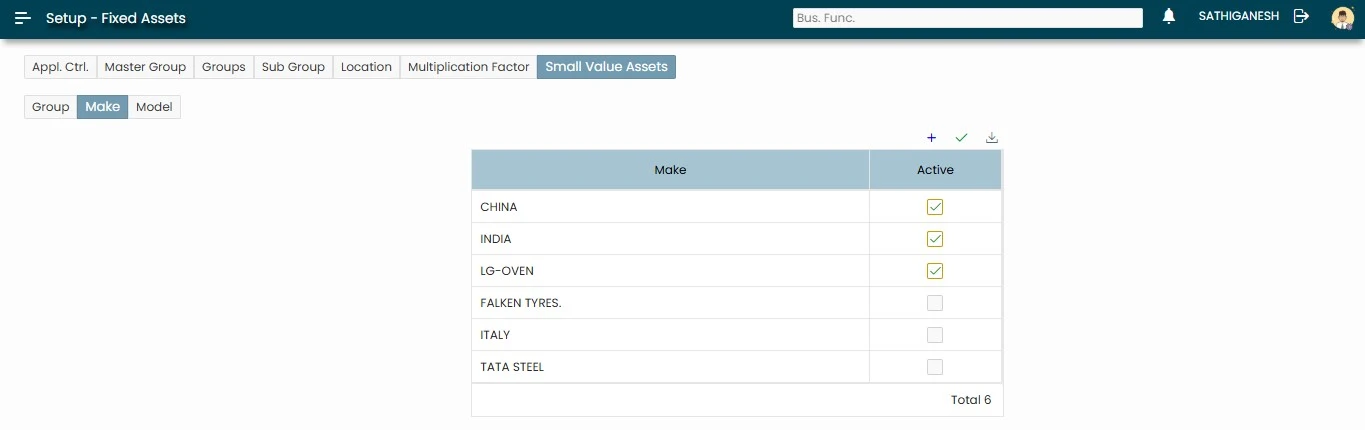 Setup - Fixed Assets Bus. Func. SATHIGANESH
Appl. Ctrl. Master Group Groups Sub Group Location Multiplication Factor Small Value Assets
Group Make Model
Make Active
CHINA
INDIA
LG-OVEN
FALKEN TYRES.
ITALY
TATA STEEL
Total 6